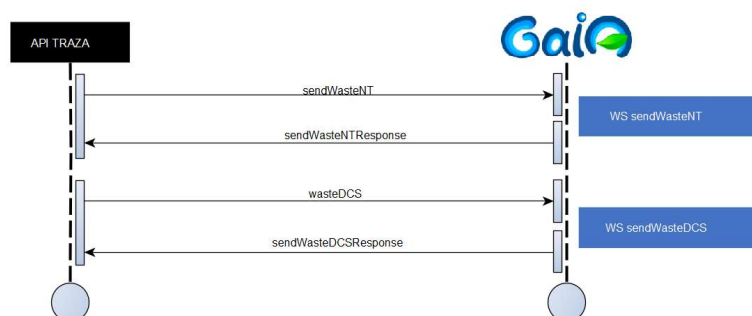 API TRAZA
GaiA
sendWasteNT
WS sendWasteNT
sendWasteNTResponse
wasteDCS
WS sendWasteDCS
sendWasteDCSResponse